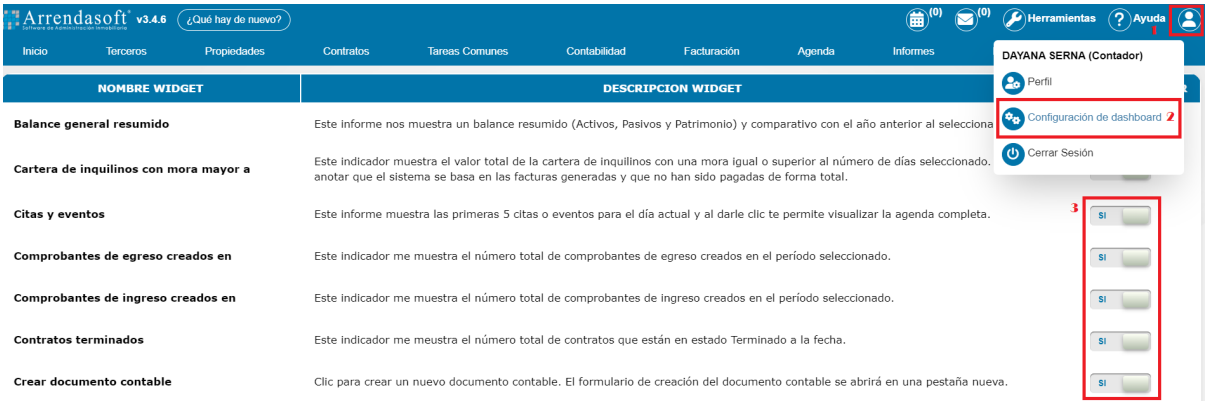 Arrendasoft® v3.4.6 ¿Qué hay de nuevo? (0) (0) Herramientas Ayuda
Software de Administración Inmobiliaria
1
Inicio Terceros Propiedades Contratos Tareas Comunes Contabilidad Facturación Agenda Informes
DAYANA SERNA (Contador)
Perfil
Configuración de dashboard 2
Cerrar Sesión
NOMBRE WIDGET DESCRIPCION WIDGET
Balance general resumido Este informe nos muestra un balance resumido (Activos, Pasivos y Patrimonio) y comparativo con el año anterior al selecciona
Cartera de inquilinos con mora mayor a Este indicador muestra el valor total de la cartera de inquilinos con una mora igual o superior al número de días seleccionado.
anotar que el sistema se basa en las facturas generadas y que no han sido pagadas de forma total.
Citas y eventos Este informe muestra las primeras 5 citas o eventos para el día actual y al darle clic te permite visualizar la agenda completa. 3 SI
Comprobantes de egreso creados en Este indicador me meustra el número total de comprobantes de egreso creados en el período seleccionado. SI
Comprobantes de ingreso creados en Este indicador me muestra el número total de comprobantes de ingreso creados en el período seleccionado. SI
Contratos terminados Este indicador me meustra el número total de contratos que están en estado Terminado a la fecha. SI
Crear documento contable Clic para crear un nuevo documento contable. El formulario de creación del documento contable se abrirá en una pestaña nueva. SI